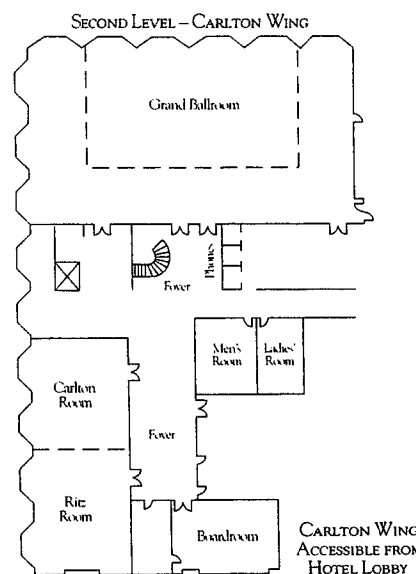 SECOND LEVEL – CARLTON WING
Grand Ballroom
Phones
Foyer
Men's
Room
Ladies'
Room
Carlton
Room
Foyer
Ritz
Room
Boardroom
CARLTON WING
ACCESSIBLE FROM
HOTEL LOBBY